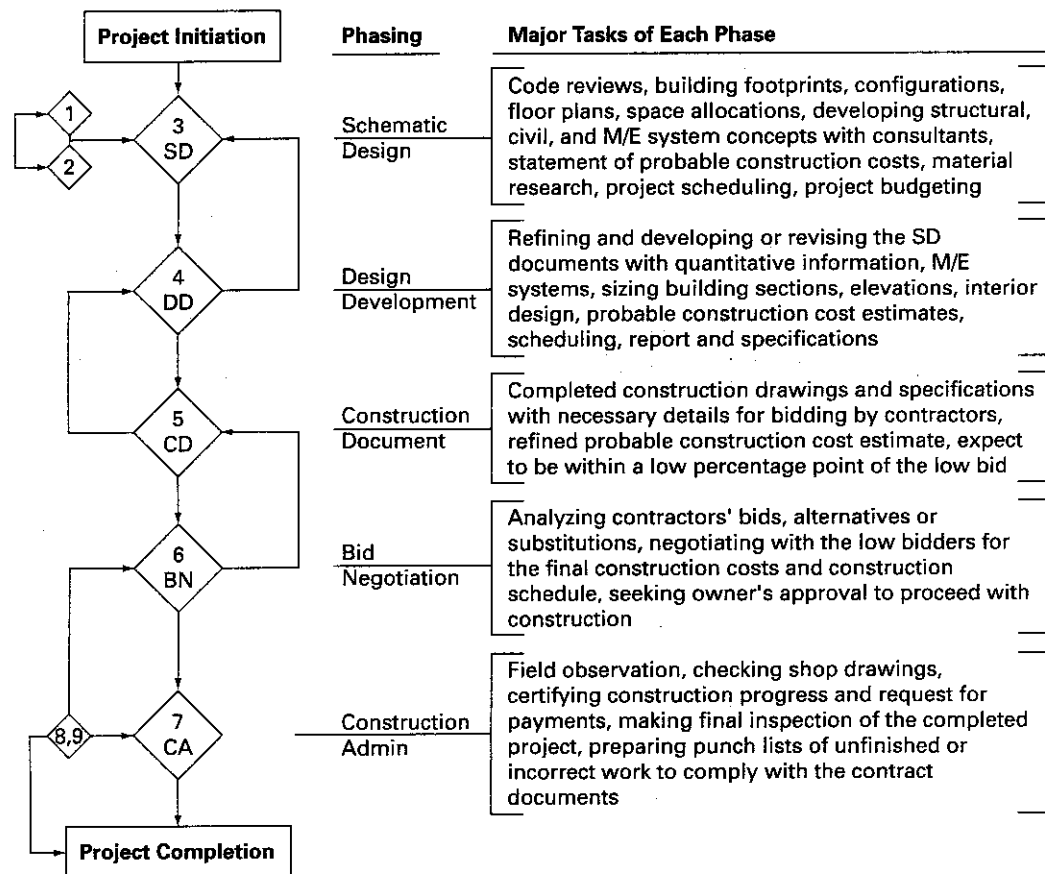 Project Initiation
Phasing
Major Tasks of Each Phase
1
2
3
SD
Schematic
Design
Code reviews, building footprints, configurations,
floor plans, space allocations, developing structural,
civil, and M/E system concepts with consultants,
statement of probable construction costs, material
research, project scheduling, project budgeting
4
DD
Design
Development
Refining and developing or revising the SD
documents with quantitative information, M/E
systems, sizing building sections, elevations, interior
design, probable construction cost estimates,
scheduling, report and specifications
5
CD
Construction
Document
Completed construction drawings and specifications
with necessary details for bidding by contractors,
refined probable construction cost estimate, expect
to be within a low percentage point of the low bid
6
BN
Bid
Negotiation
Analyzing contractors' bids, alternatives or
substitutions, negotiating with the low bidders for
the final construction costs and construction
schedule, seeking owner's approval to proceed with
construction
8,9
7
CA
Construction
Admin
Field observation, checking shop drawings,
certifying construction progress and request for
payments, making final inspection of the completed
project, preparing punch lists of unfinished or
incorrect work to comply with the contract
documents
Project Completion